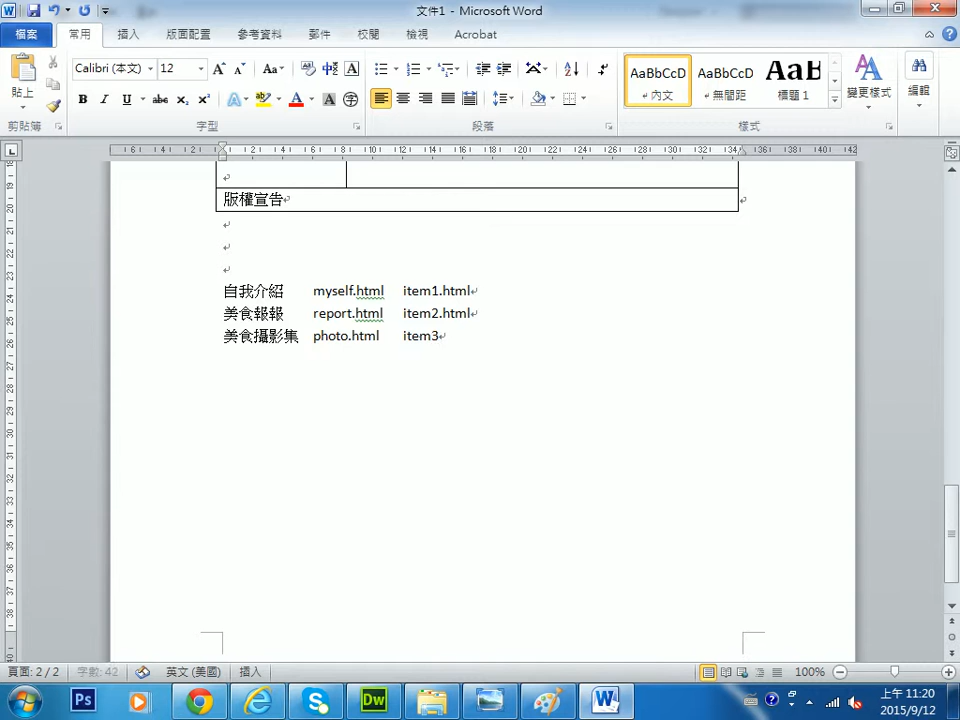 文件1 - Microsoft Word
檔案 常用 插入 版面配置 參考資料 郵件 校閱 檢視 Acrobat
貼上
Calibri (本文) 12
B I U abc x₂ x²
AaBbCcD AaBbCcD AaB
內文 無間距 標題 1
變更樣式 編輯
剪貼簿 字型 段落 樣式
版權宣告
自我介紹 myself.html item1.html
美食報報 report.html item2.html
美食攝影集 photo.html item3
頁面: 2 / 2 字數: 42 英文 (美國) 插入 100%
上午 11:20
2015/9/12